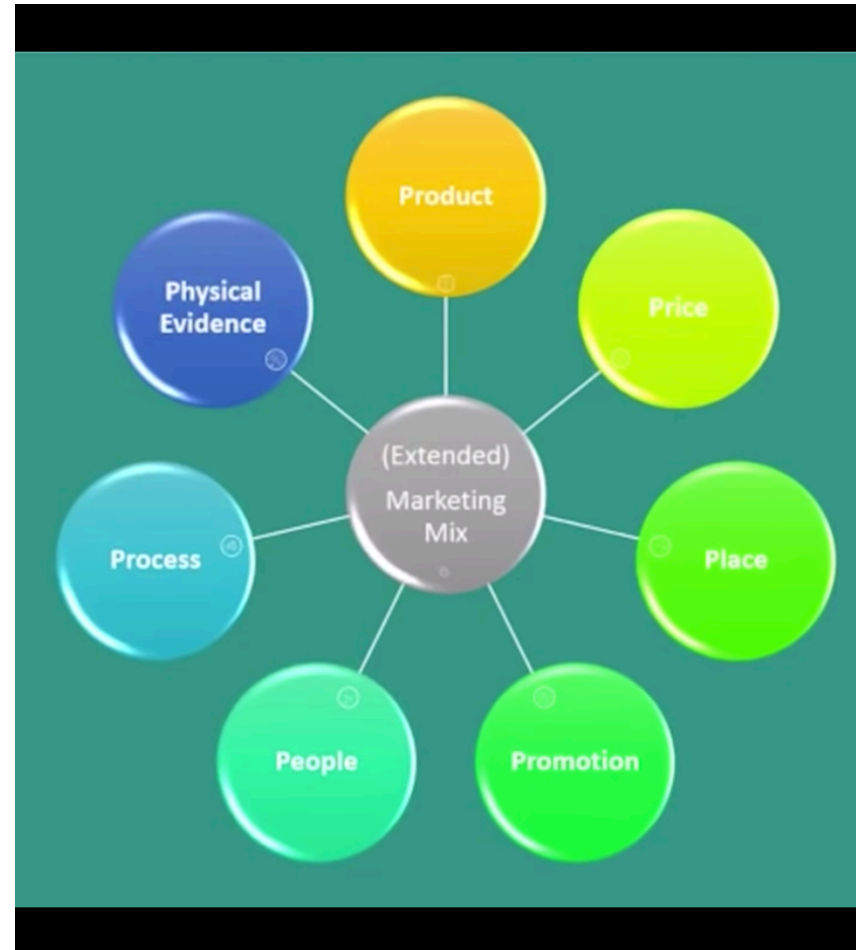 Product
Price
Place
Promotion
People
Process
Physical
Evidence
(Extended)
Marketing
Mix